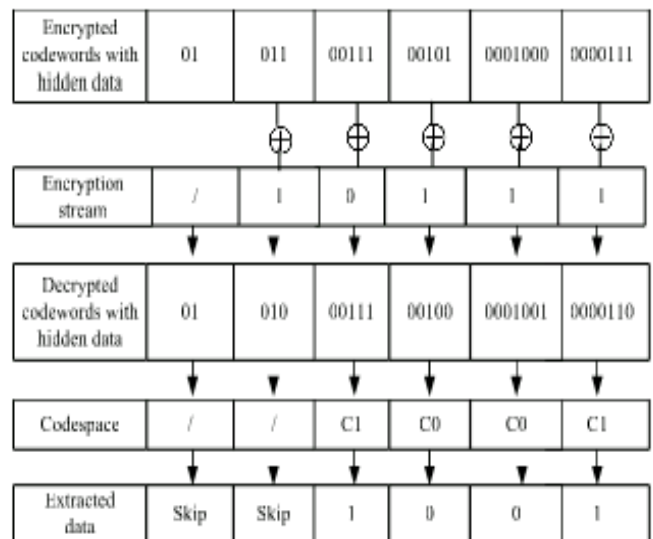 Encrypted
codewords with
hidden data
01 011 00111 00101 0001000 0000111
Encryption
stream
/ 1 0 1 1 1
Decrypted
codewords with
hidden data
01 010 00111 00100 0001001 0000110
Codespace / / C1 C0 C0 C1
Extracted
data
Skip Skip 1 0 0 1